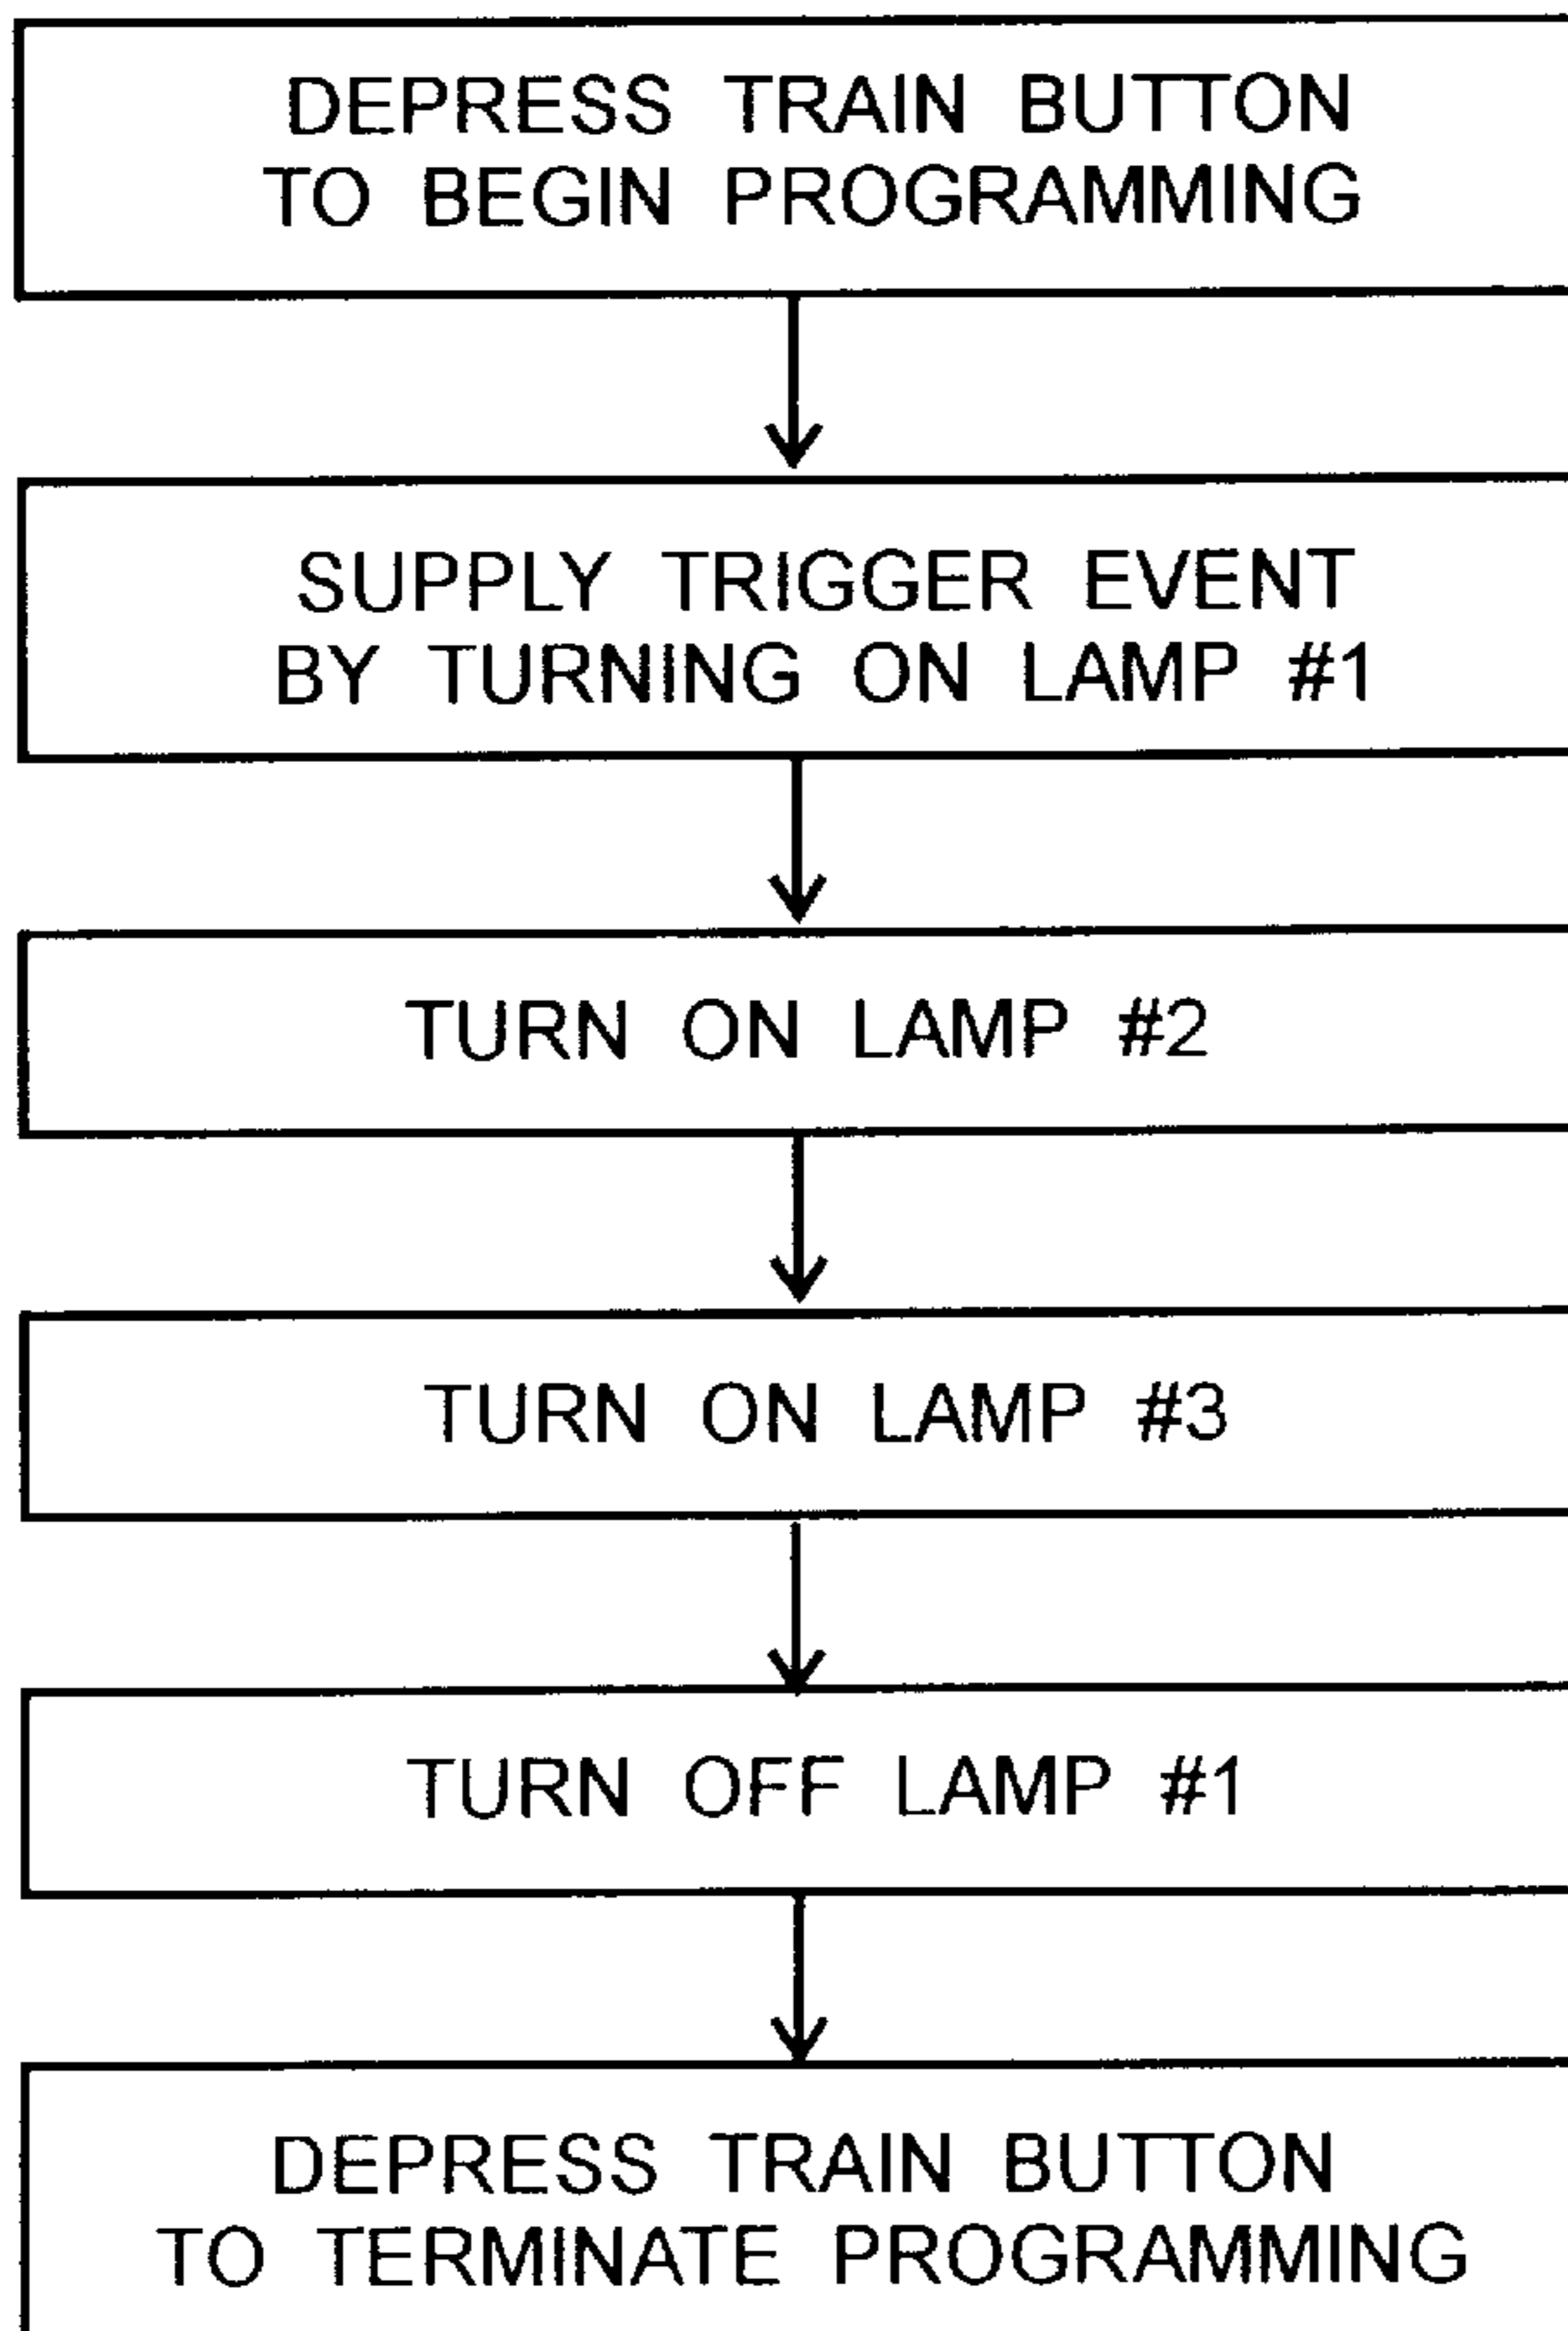 DEPRESS TRAIN BUTTON
TO BEGIN PROGRAMMING
SUPPLY TRIGGER EVENT
BY TURNING ON LAMP #1
TURN ON LAMP #2
TURN ON LAMP #3
TURN OFF LAMP #1
DEPRESS TRAIN BUTTON
TO TERMINATE PROGRAMMING